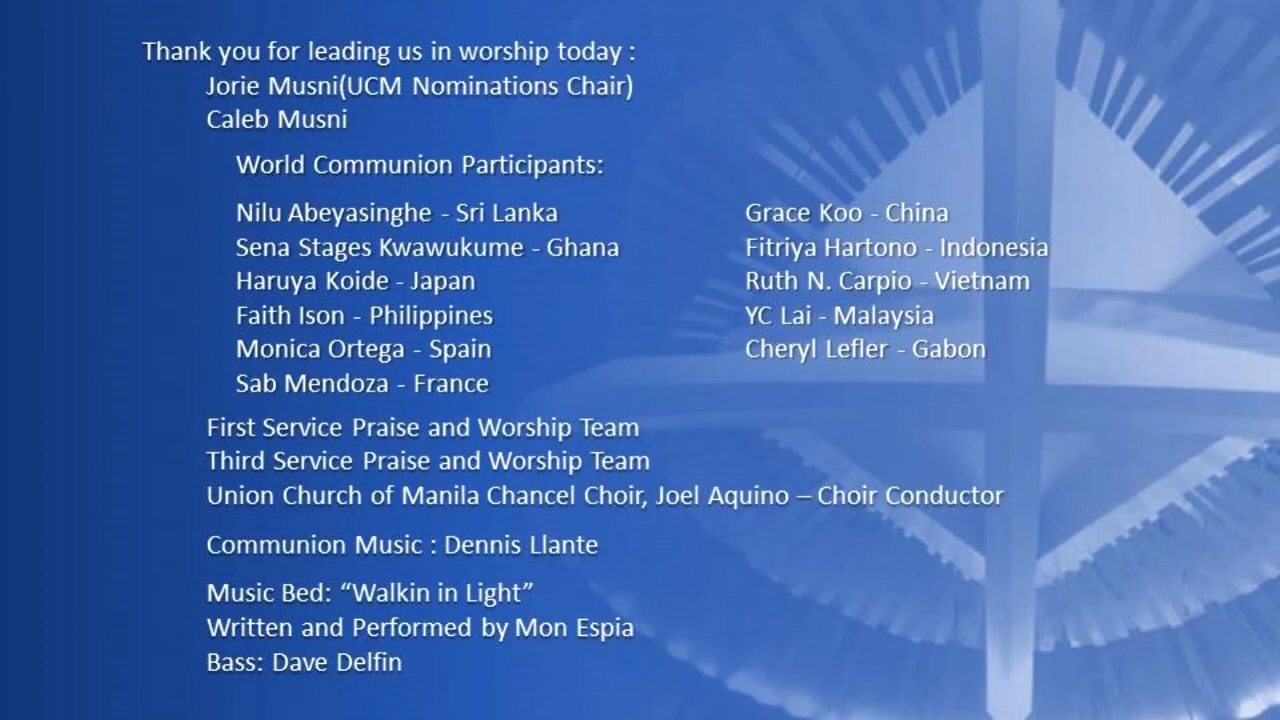 Thank you for leading us in worship today :
Jorie Musni(UCM Nominations Chair)
Caleb Musni
World Communion Participants:
Nilu Abeyasinghe - Sri Lanka
Sena Stages Kwawukume - Ghana
Haruya Koide - Japan
Faith Ison - Philippines
Monica Ortega - Spain
Sab Mendoza - France
Grace Koo - China
Fitriya Hartono - Indonesia
Ruth N. Carpio - Vietnam
YC Lai - Malaysia
Cheryl Lefler - Gabon
First Service Praise and Worship Team
Third Service Praise and Worship Team
Union Church of Manila Chancel Choir, Joel Aquino – Choir Conductor
Communion Music : Dennis Llante
Music Bed: “Walkin in Light”
Written and Performed by Mon Espia
Bass: Dave Delfin